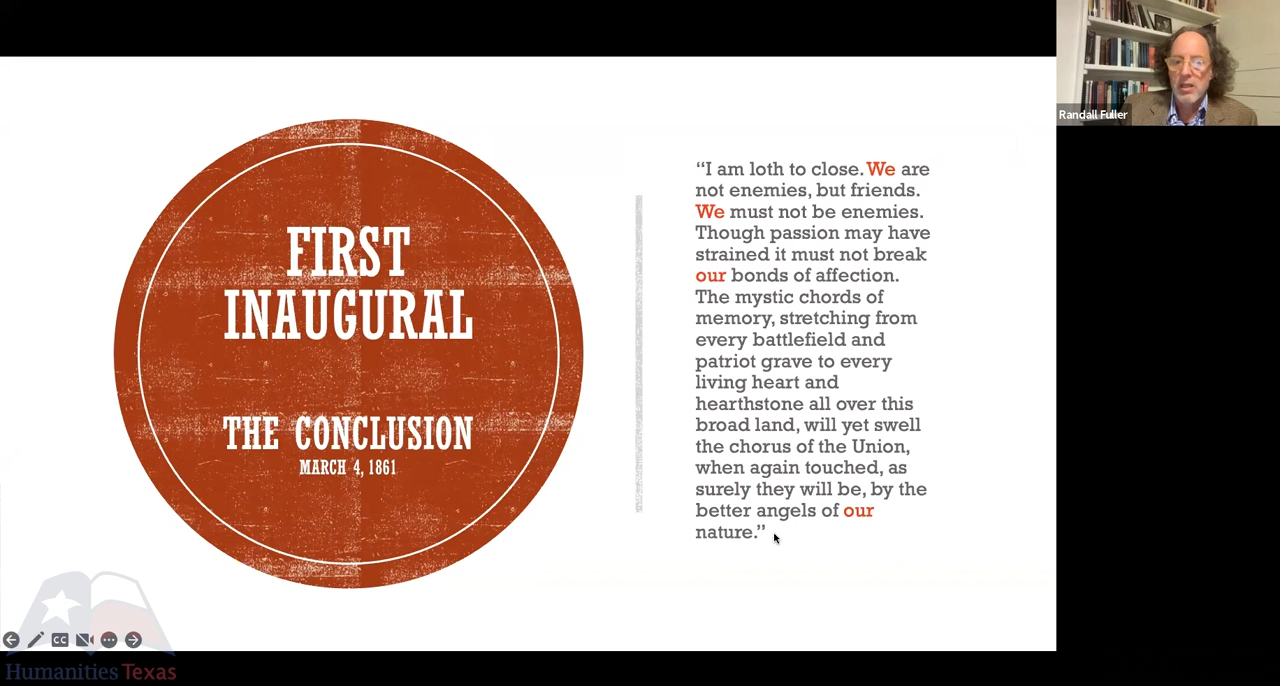 Randall Fuller
FIRST
INAUGURAL
THE CONCLUSION
MARCH 4, 1861
“I am loth to close. We are
not enemies, but friends.
We must not be enemies.
Though passion may have
strained it must not break
our bonds of affection.
The mystic chords of
memory, stretching from
every battlefield and
patriot grave to every
living heart and
hearthstone all over this
broad land, will yet swell
the chorus of the Union,
when again touched, as
surely they will be, by the
better angels of our
nature.”
CC
Humanities Texas